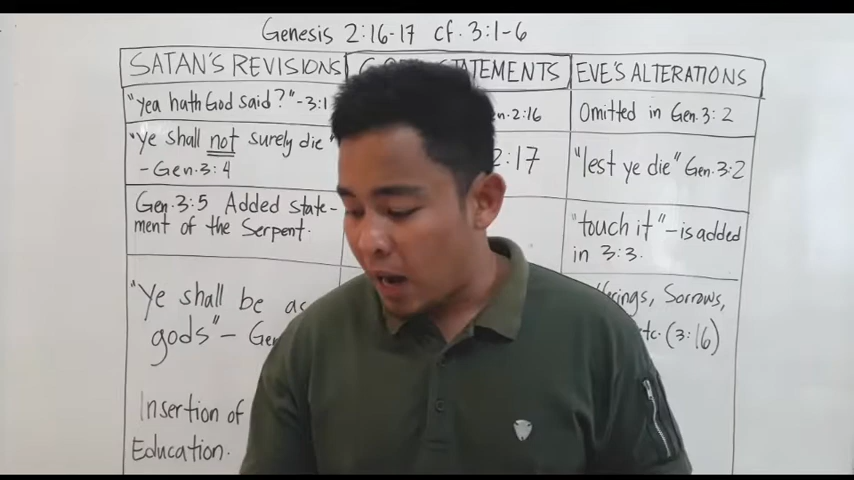 Genesis 2:16-17 cf. 3:1-6
SATAN'S REVISIONS
STATEMENTS
EVE'S ALTERATIONS
"yea hath God said?"-3:1
n.2:16
Omitted in Gen.3:2
"ye shall not surely die"
-Gen.3:4
2:17
"lest ye die" Gen.3:2
Gen.3:5 Added state-
ment of the Serpent.
"touch it"-is added
in 3:3.
"Ye shall be as
gods"- Gen
rings, Sorrows,
etc. (3:16)
Insertion of
Education.